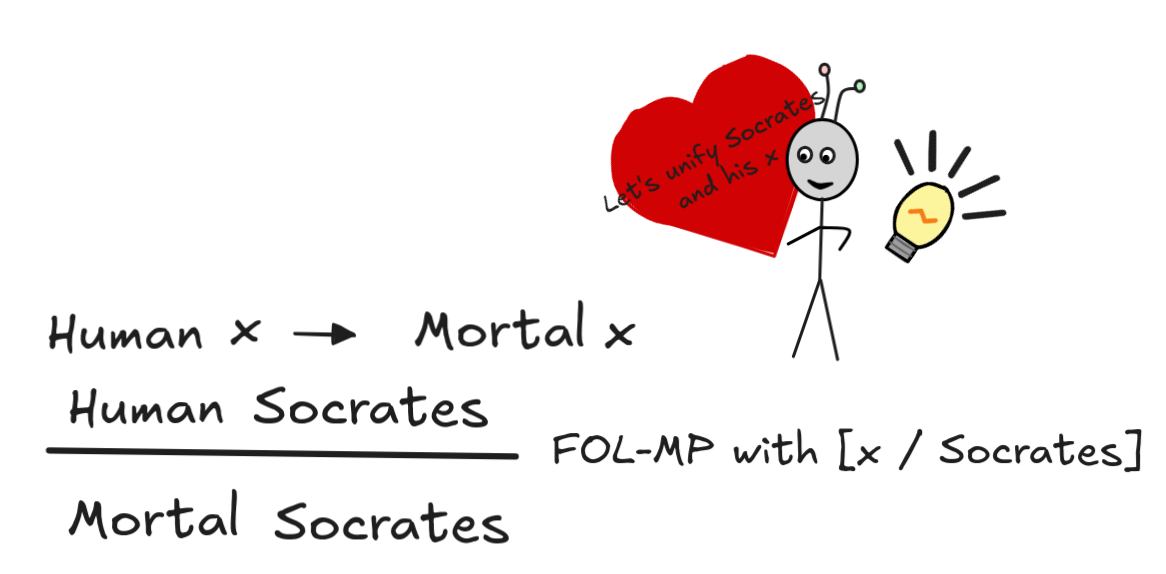 Let's unify Socrates
and his x
Human x → Mortal x
Human Socrates
FOL-MP with [x / Socrates]
Mortal Socrates